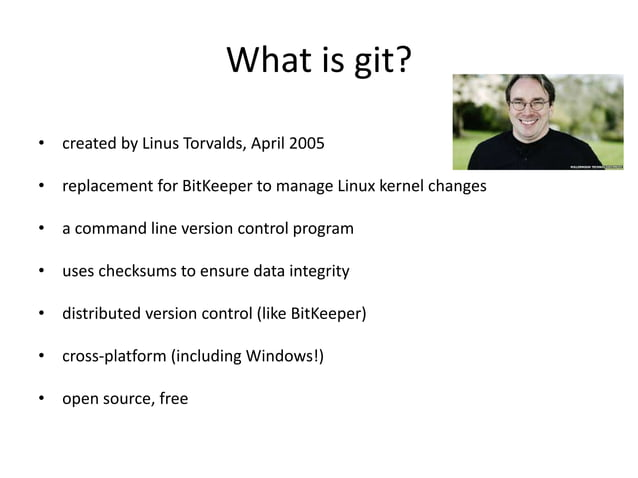 What is git?
• created by Linus Torvalds, April 2005
• replacement for BitKeeper to manage Linux kernel changes
• a command line version control program
• uses checksums to ensure data integrity
• distributed version control (like BitKeeper)
• cross-platform (including Windows!)
• open source, free